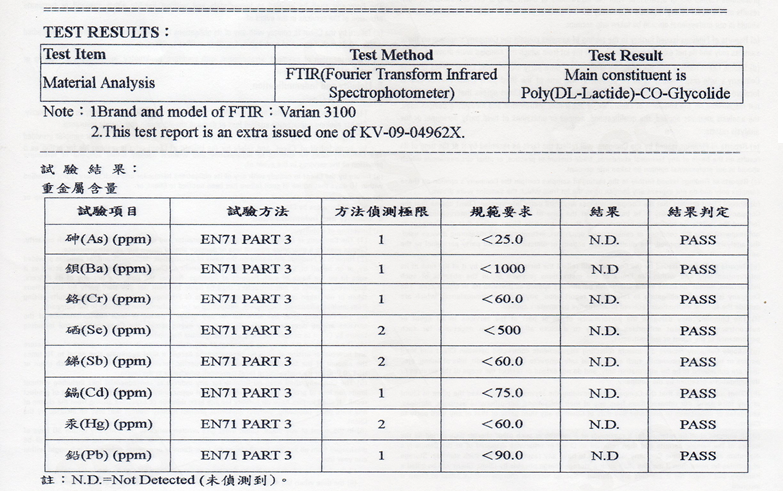 TEST RESULTS：
Test Item Test Method Test Result
Material Analysis FTIR(Fourier Transform Infrared Spectrophotometer) Main constituent is Poly(DL-Lactide)-CO-Glycolide
Note：1Brand and model of FTIR：Varian 3100
2.This test report is an extra issued one of KV-09-04962X.
試驗結果：
重金屬含量
試驗項目 試驗方法 方法偵測極限 規範要求 結果 結果判定
砷(As) (ppm) EN71 PART 3 1 ＜25.0 N.D. PASS
鋇(Ba) (ppm) EN71 PART 3 1 ＜1000 N.D PASS
鉻(Cr) (ppm) EN71 PART 3 1 ＜60.0 N.D. PASS
硒(Se) (ppm) EN71 PART 3 2 ＜500 N.D. PASS
銻(Sb) (ppm) EN71 PART 3 2 ＜60.0 N.D. PASS
鎘(Cd) (ppm) EN71 PART 3 1 ＜75.0 N.D. PASS
汞(Hg) (ppm) EN71 PART 3 2 ＜60.0 N.D. PASS
鉛(Pb) (ppm) EN71 PART 3 1 ＜90.0 N.D PASS
註：N.D.=Not Detected (未偵測到)。